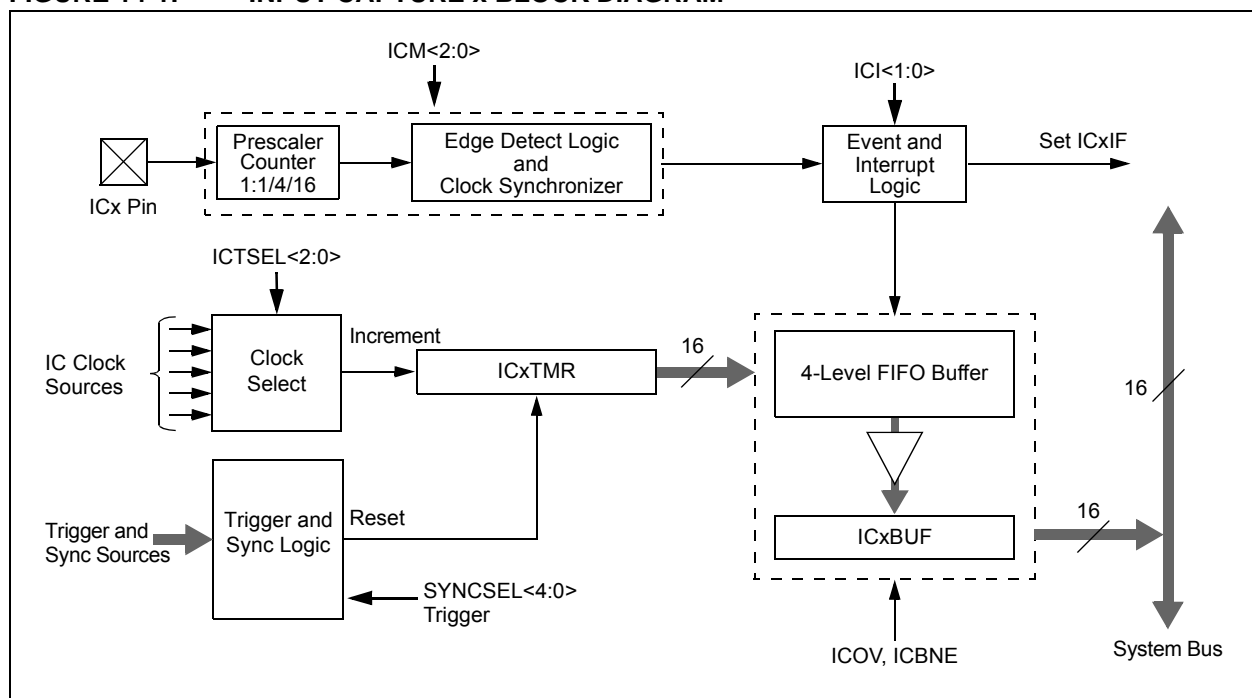 ICM<2:0>
ICI<1:0>
Prescaler
Counter
1:1/4/16
Edge Detect Logic
and
Clock Synchronizer
Event and
Interrupt
Logic
Set ICxIF
ICx Pin
ICTSEL<2:0>
IC Clock
Sources
Clock
Select
Increment
ICxTMR
16
4-Level FIFO Buffer
16
Trigger and
Sync Sources
Trigger and
Sync Logic
Reset
ICxBUF
16
SYNCSEL<4:0>
Trigger
ICOV, ICBNE
System Bus